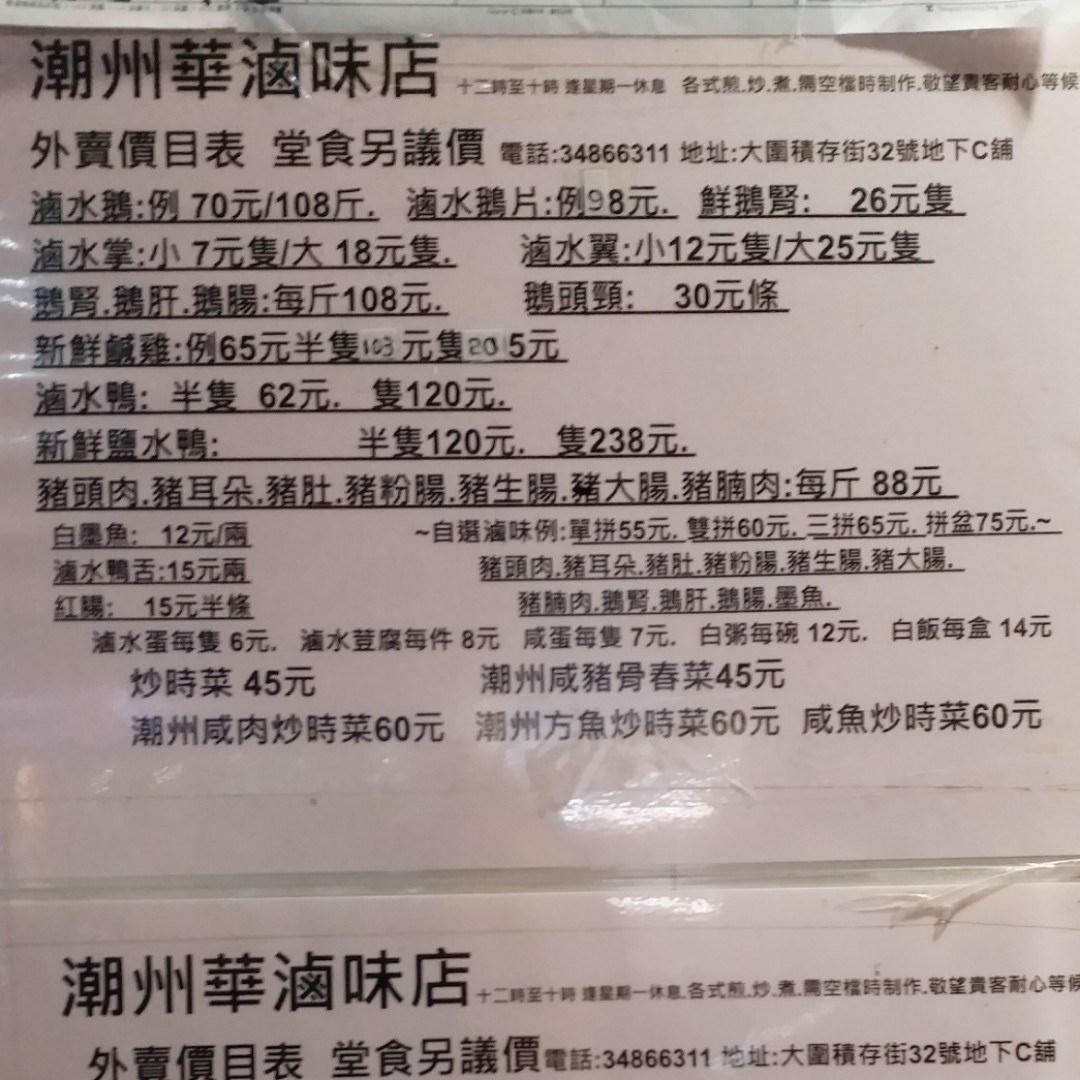 潮州華滷味店 十二時至十時 逢星期一休息 各式煎.炒.煮.需空檔時制作.敬望貴客耐心等候
外賣價目表 堂食另議價 電話:34866311 地址:大圍積存街32號地下C舖
滷水鵝:例 70元/108斤. 滷水鵝片:例98元. 鮮鵝腎: 26元隻
滷水掌:小 7元隻/大 18元隻. 滷水翼:小12元隻/大25元隻
鵝腎.鵝肝.鵝腸:每斤108元. 鵝頭頸: 30元條
新鮮鹹雞:例65元半隻103元隻205元
滷水鴨: 半隻 62元. 隻120元.
新鮮鹽水鴨: 半隻120元. 隻238元.
豬頭肉.豬耳朵.豬肚.豬粉腸.豬生腸.豬大腸.豬腩肉:每斤 88元
白墨魚: 12元/兩 ~自選滷味例:單拼55元. 雙拼60元. 三拼65元. 拼盆75元.~
滷水鴨舌:15元兩 豬頭肉.豬耳朵.豬肚.豬粉腸.豬生腸.豬大腸.
紅腸: 15元半條 豬腩肉.鵝腎.鵝肝.鵝腸.墨魚.
滷水蛋每隻 6元. 滷水荳腐每件 8元 咸蛋每隻 7元. 白粥每碗 12元. 白飯每盒 14元
炒時菜 45元 潮州咸豬骨春菜45元
潮州咸肉炒時菜60元 潮州方魚炒時菜60元 咸魚炒時菜60元
潮州華滷味店 十二時至十時 逢星期一休息.各式煎.炒.煮.需空檔時制作.敬望貴客耐心等候
外賣價目表 堂食另議價 電話:34866311 地址:大圍積存街32號地下C舖